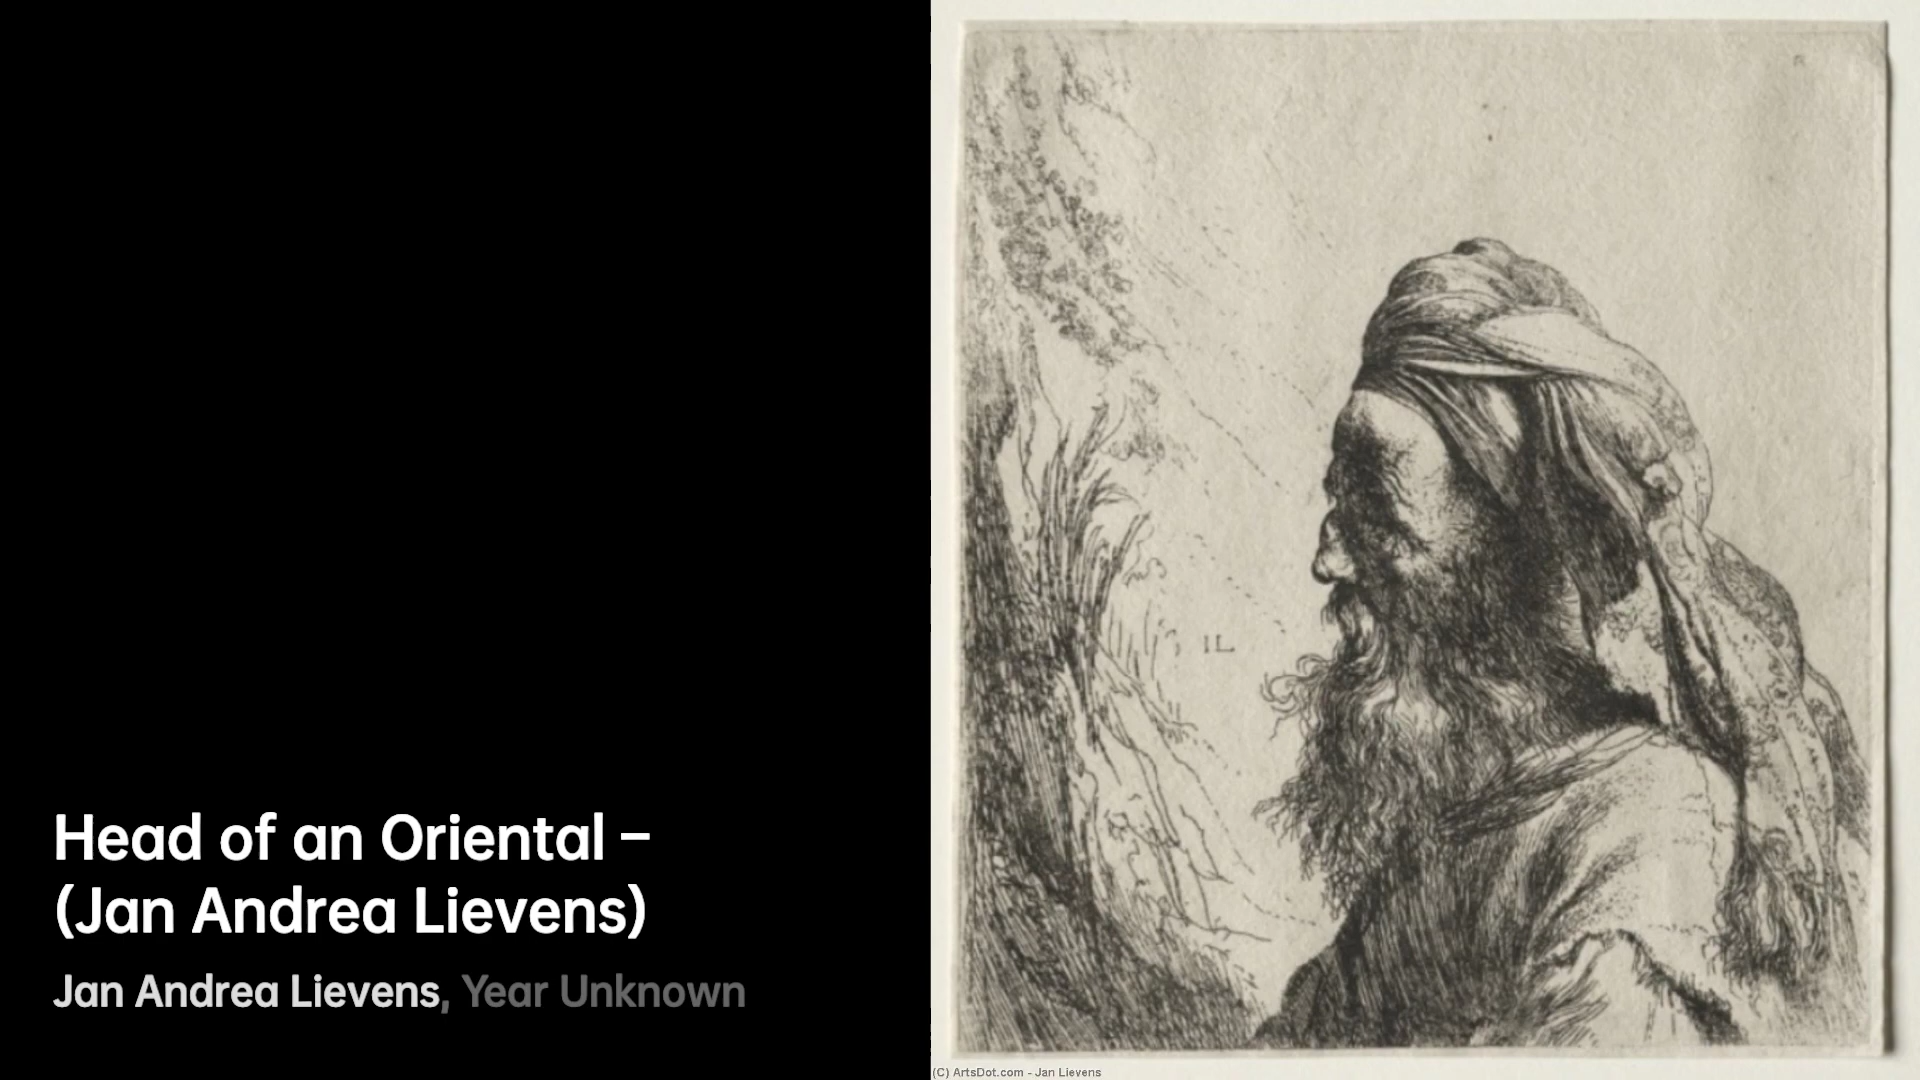 Head of an Oriental –
(Jan Andrea Lievens)
Jan Andrea Lievens, Year Unknown
IL
(C) ArtsDot.com - Jan Lievens